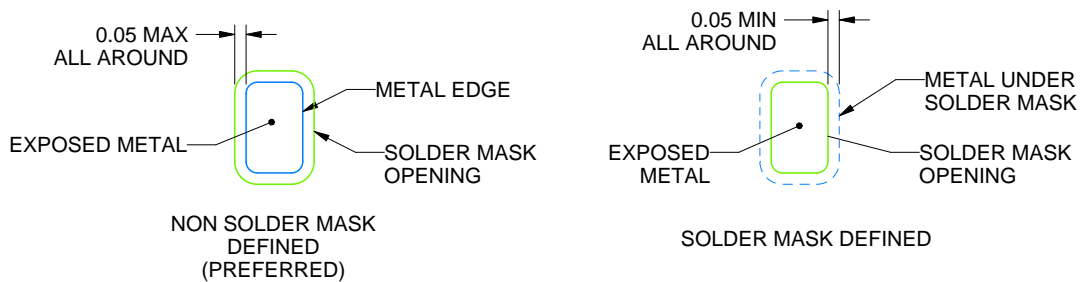 0.05 MAX
ALL AROUND
METAL EDGE
EXPOSED METAL
SOLDER MASK
OPENING
NON SOLDER MASK
DEFINED
(PREFERRED)
0.05 MIN
ALL AROUND
METAL UNDER
SOLDER MASK
EXPOSED
METAL
SOLDER MASK
OPENING
SOLDER MASK DEFINED